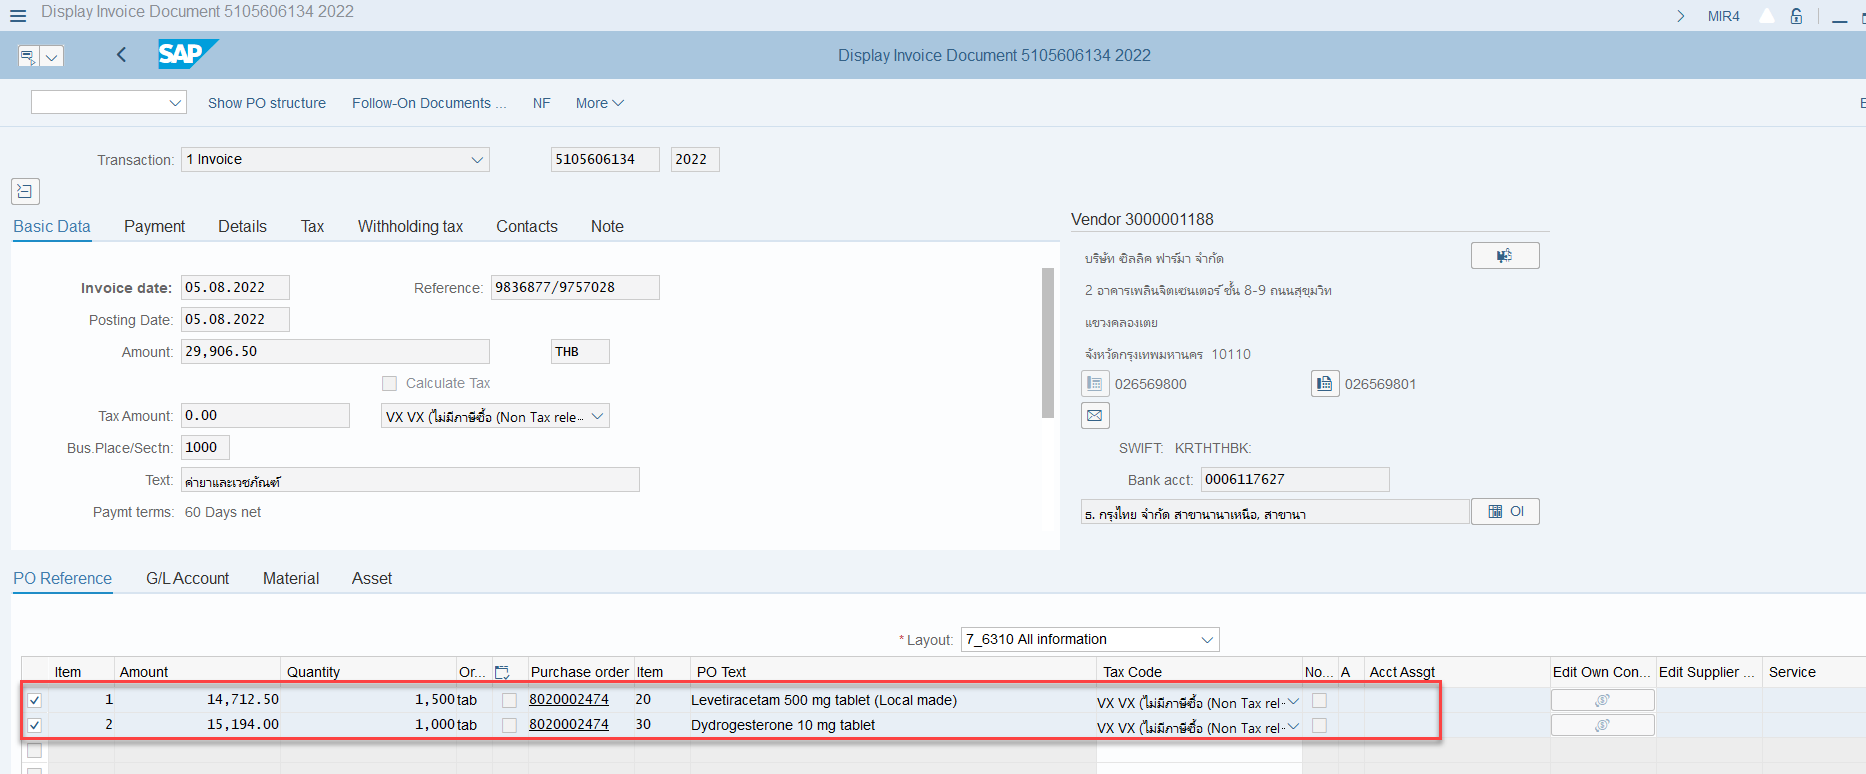 Display Invoice Document 5105606134 2022
MIR4
SAP
Display Invoice Document 5105606134 2022
Show PO structure Follow-On Documents ... NF More
Transaction: 1 Invoice 5105606134 2022
Basic Data Payment Details Tax Withholding tax Contacts Note
Invoice date: 05.08.2022 Reference: 9836877/9757028
Posting Date: 05.08.2022
Amount: 29,906.50 THB
Calculate Tax
Tax Amount: 0.00 VX VX (ไม่มีภาษีซื้อ (Non Tax rele...
Bus.Place/Sectn: 1000
Text: ค่ายาและเวชภัณฑ์
Paymt terms: 60 Days net
Vendor 3000001188
บริษัท ซิลลิค ฟาร์มา จำกัด
2 อาคารเพลินจิตเซนเตอร์ ชั้น 8-9 ถนนสุขุมวิท
แขวงคลองเตย
จังหวัดกรุงเทพมหานคร 10110
026569800 026569801
SWIFT: KRTHTHBK:
Bank acct: 0006117627
ธ. กรุงไทย จำกัด สาขานานาเหนือ, สาขานา OI
PO Reference G/L Account Material Asset
* Layout: 7_6310 All information
Item Amount Quantity Or... Purchase order Item PO Text Tax Code No... A Acct Assgt Edit Own Con... Edit Supplier ... Service
1 14,712.50 1,500 tab 8020002474 20 Levetiracetam 500 mg tablet (Local made) VX VX (ไม่มีภาษีซื้อ (Non Tax rel...
2 15,194.00 1,000 tab 8020002474 30 Dydrogesterone 10 mg tablet VX VX (ไม่มีภาษีซื้อ (Non Tax rel...